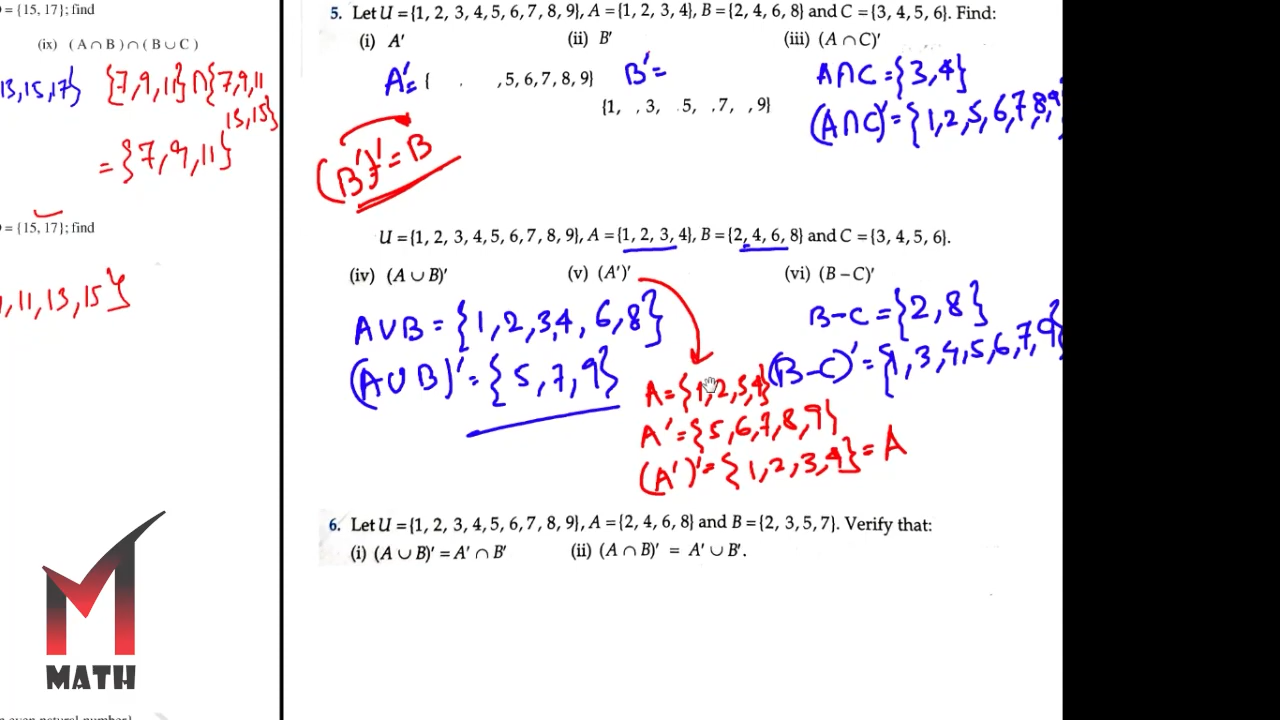 = {15, 17}; find
(ix) (A ∩ B) ∩ (B ∪ C)
13, 15, 17} {7, 9, 11} ∩ {7, 9, 11
13, 15}
= {7, 9, 11}
= {15, 17}; find
, 11, 13, 15}
5. Let U = {1, 2, 3, 4, 5, 6, 7, 8, 9}, A = {1, 2, 3, 4}, B = {2, 4, 6, 8} and C = {3, 4, 5, 6}. Find:
(i) A′ (ii) B′ (iii) (A ∩ C)′
A′ = { , 5, 6, 7, 8, 9} B′ = A∩C = {3, 4}
{1, , 3, 5, , 7, , 9} (A∩C)′ = {1, 2, 5, 6, 7, 8, 9
(B′)′ = B
U = {1, 2, 3, 4, 5, 6, 7, 8, 9}, A = {1, 2, 3, 4}, B = {2, 4, 6, 8} and C = {3, 4, 5, 6}.
(iv) (A ∪ B)′ (v) (A′)′ (vi) (B – C)′
A∪B = {1, 2, 3, 4, 6, 8} B–C = {2, 8}
(A∪B)′ = {5, 7, 9} (B–C)′ = {1, 3, 4, 5, 6, 7, 9}
A = {1, 2, 3, 4}
A′ = {5, 6, 7, 8, 9}
(A′)′ = {1, 2, 3, 4} = A
6. Let U = {1, 2, 3, 4, 5, 6, 7, 8, 9}, A = {2, 4, 6, 8} and B = {2, 3, 5, 7}. Verify that:
(i) (A ∪ B)′ = A′ ∩ B′ (ii) (A ∩ B)′ = A′ ∪ B′.
MATH
even natural number}